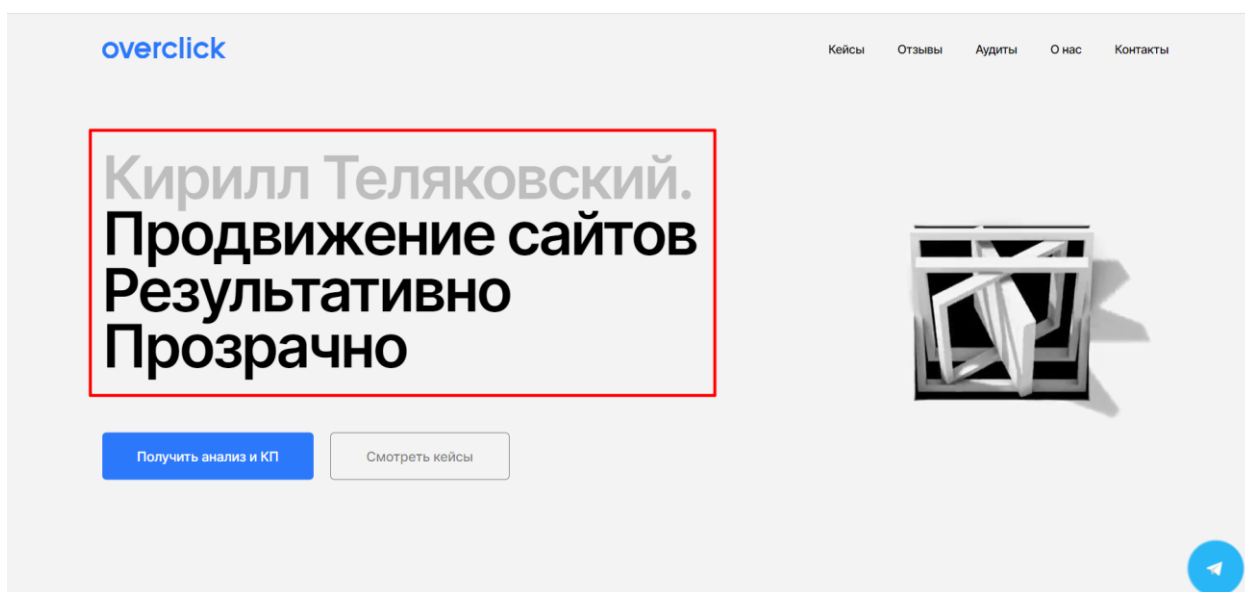 overclick
Кейсы Отзывы Аудиты О нас Контакты
Кирилл Теляковский.
Продвижение сайтов
Результативно
Прозрачно
Получить анализ и КП Смотреть кейсы